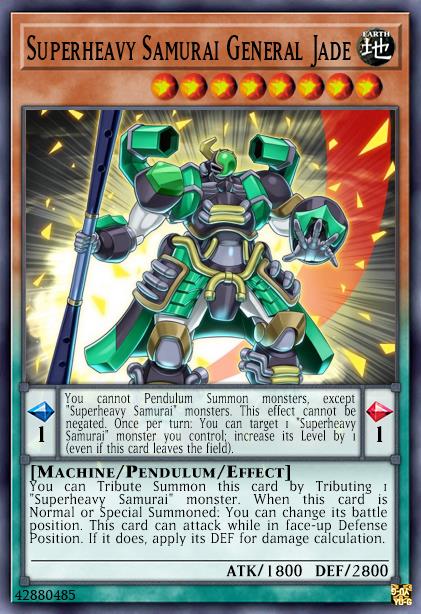 Superheavy Samurai General Jade
EARTH
地
You cannot Pendulum Summon monsters, except
"Superheavy Samurai" monsters. This effect cannot be
negated. Once per turn: You can target 1 "Superheavy
Samurai" monster you control; increase its Level by 1
(even if this card leaves the field).
1
1
[Machine/Pendulum/Effect]
You can Tribute Summon this card by Tributing 1
"Superheavy Samurai" monster. When this card is
Normal or Special Summoned: You can change its battle
position. This card can attack while in face-up Defense
Position. If it does, apply its DEF for damage calculation.
ATK/1800 DEF/2800
42880485